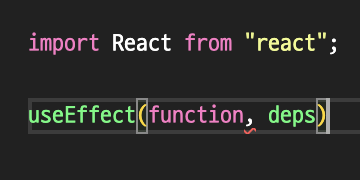 import React from "react";
useEffect(function, deps)